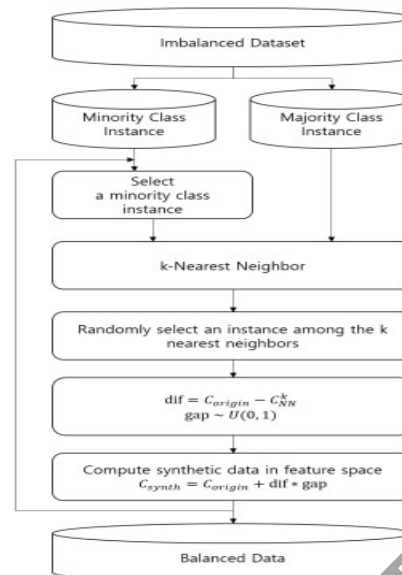 Imbalanced Dataset
Minority Class
Instance
Majority Class
Instance
Select
a minority class
instance
k-Nearest Neighbor
Randomly select an instance among the k
nearest neighbors
dif = C_origin − C_NN^k
gap ~ U(0, 1)
Compute synthetic data in feature space
C_synth = C_origin + dif * gap
Balanced Data